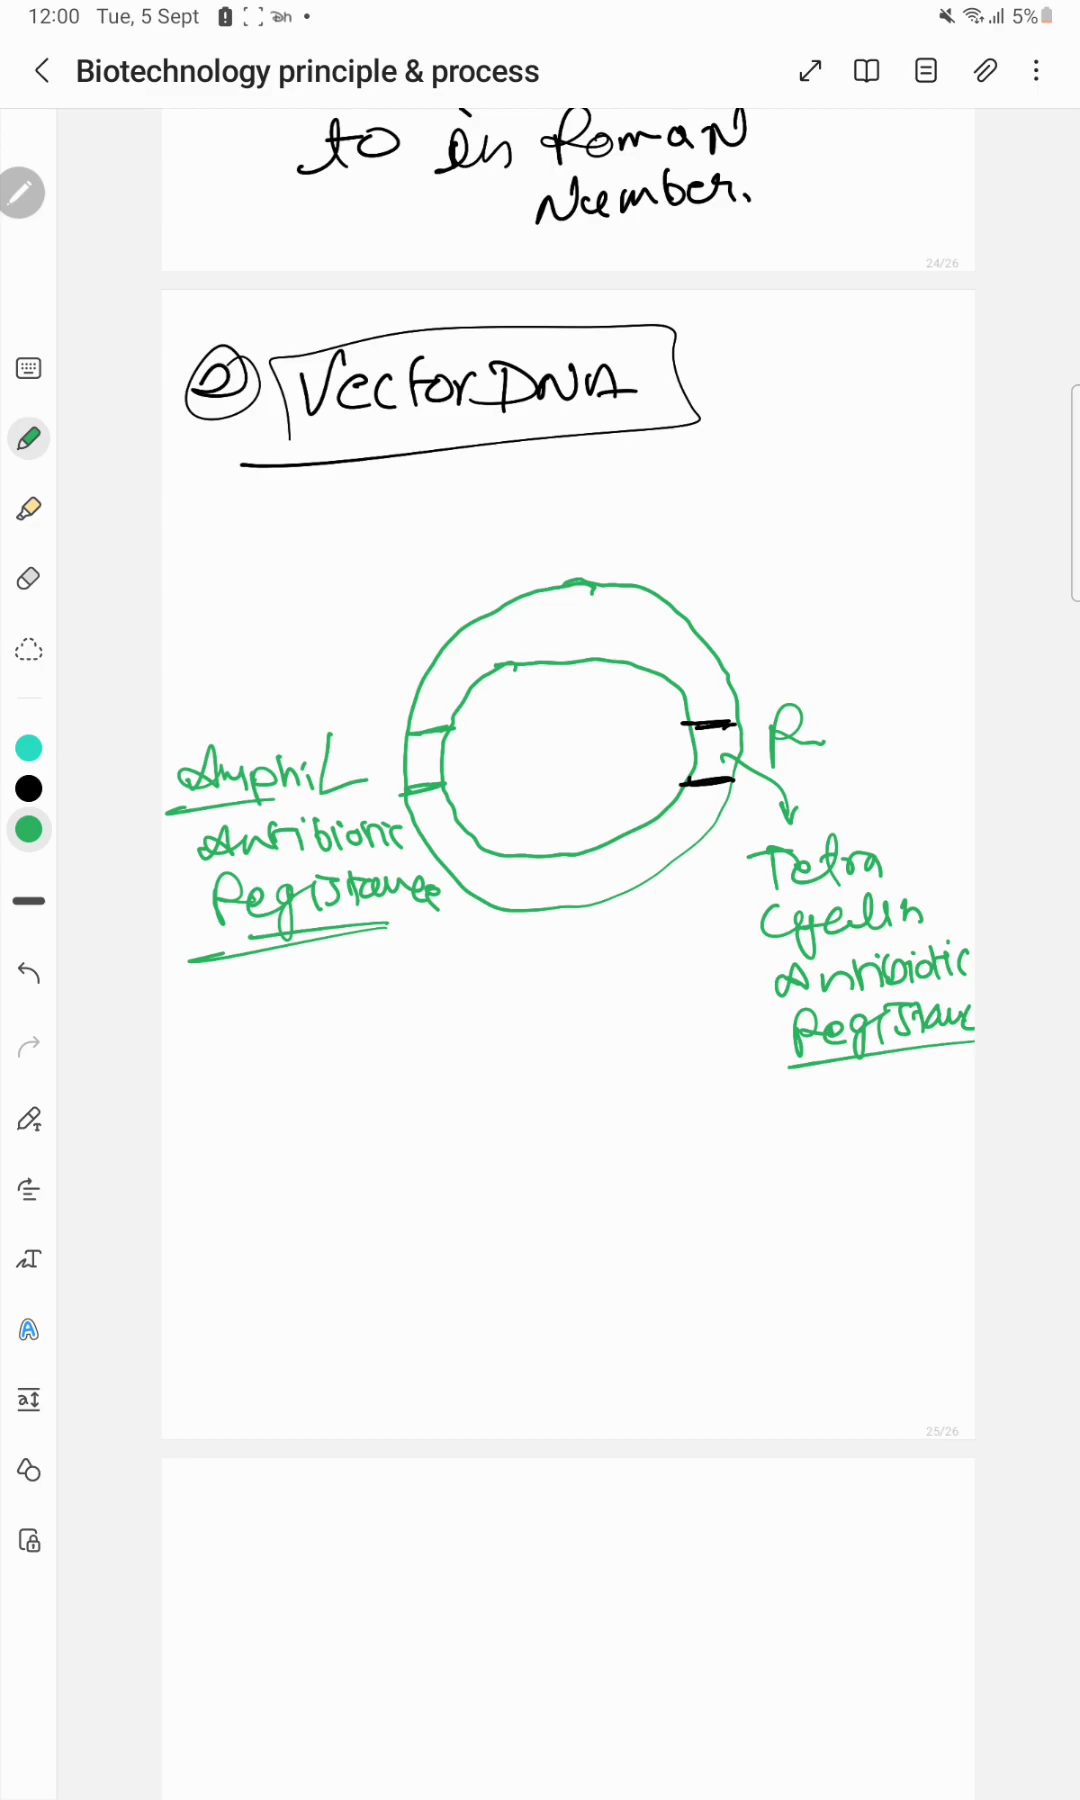 12:00 Tue, 5 Sept 5%
Biotechnology principle & process
to in Roman
Number.
24/26
② Vector DNA
R
Amphil
Antibiotic
Registance
Tetra
Cyclin
Antibiotic
Registanc
25/26